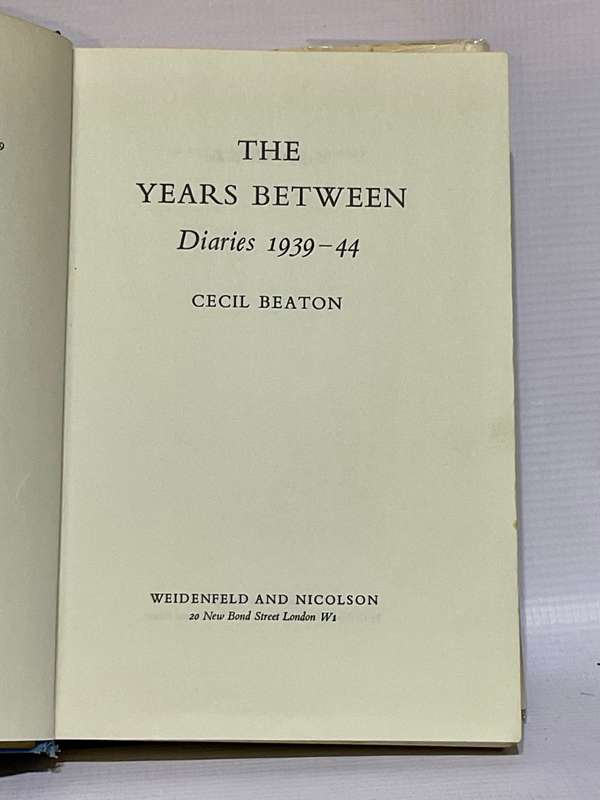 THE
YEARS BETWEEN
Diaries 1939–44
CECIL BEATON
WEIDENFELD AND NICOLSON
20 New Bond Street London W1